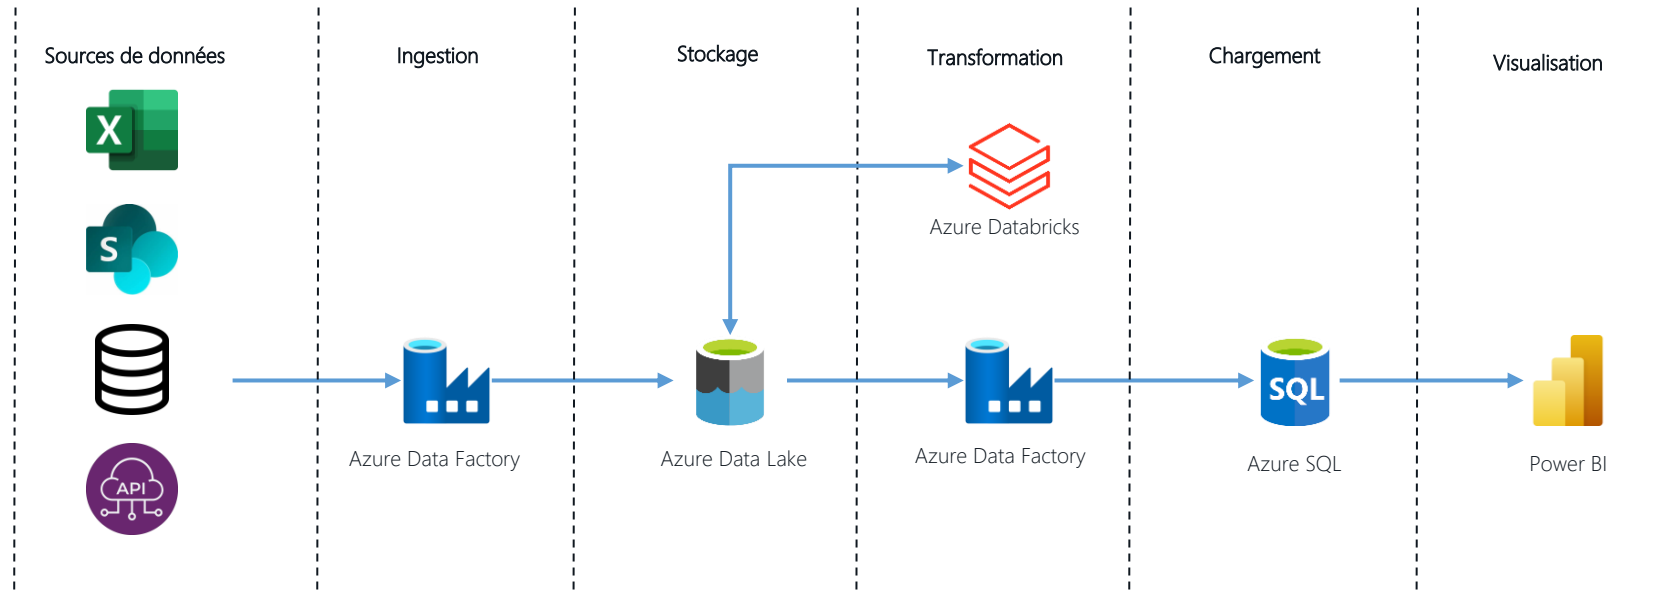 Sources de données
Ingestion
Stockage
Transformation
Chargement
Visualisation
X
S
API
Azure Databricks
SQL
Azure Data Factory
Azure Data Lake
Azure Data Factory
Azure SQL
Power BI